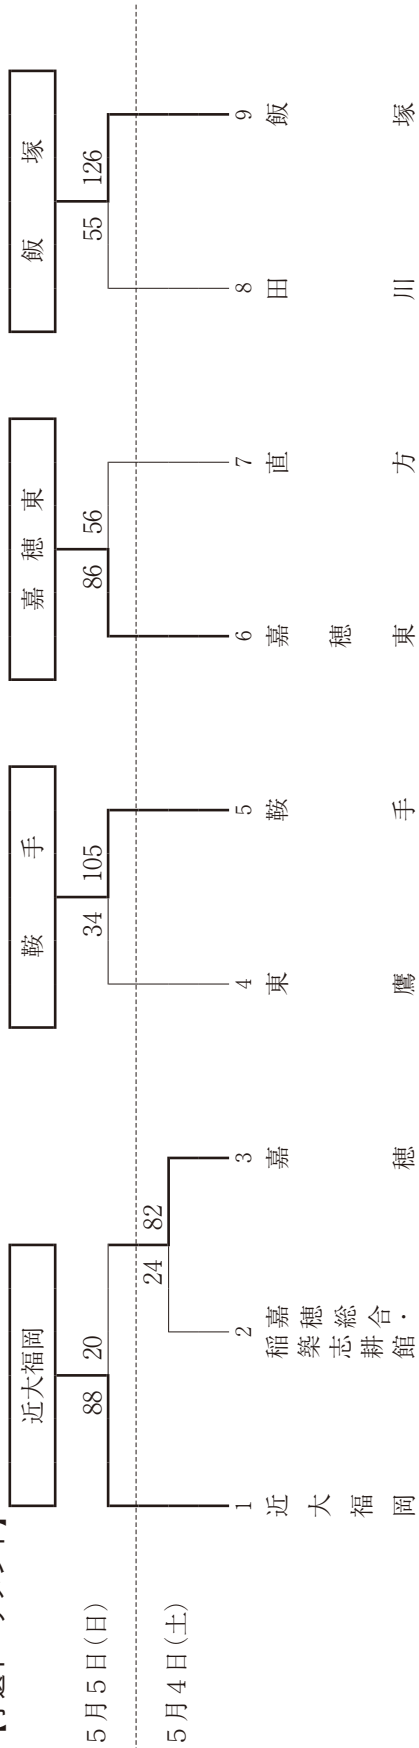 近大福岡
鞍手
嘉穂東
飯塚
5月5日(日)
88 20
34 105
86 56
55 126
5月4日(土)
24 82
1
近大福岡
2
嘉穂総合・
稲築志耕館
3
嘉穂
4
東鷹
5
鞍手
6
嘉穂東
7
直方
8
田川
9
飯塚